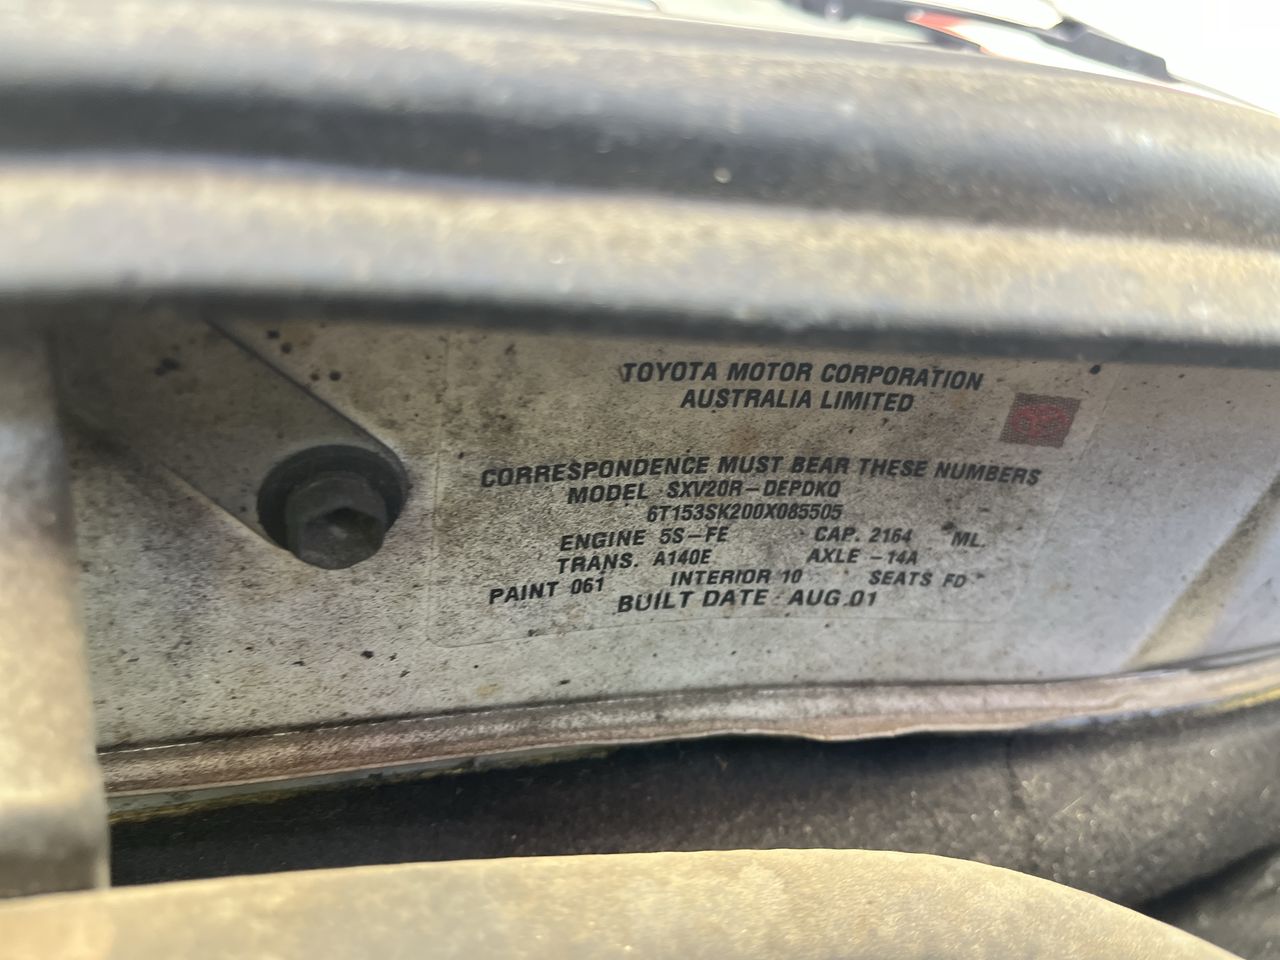 TOYOTA MOTOR CORPORATION
AUSTRALIA LIMITED
CORRESPONDENCE MUST BEAR THESE NUMBERS
MODEL SXV20R-DEPDKQ
6T153SK200X085505
ENGINE 5S-FE CAP. 2164 ML.
TRANS. A140E AXLE -14A
PAINT 061 INTERIOR 10 SEATS FD
BUILT DATE AUG.01